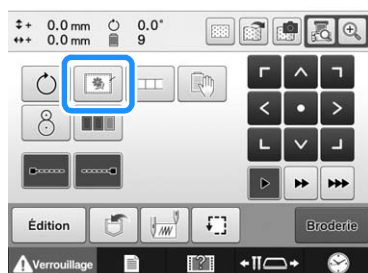 0.0 mm 0.0°
0.0 mm 9
Édition
Broderie
Verrouillage